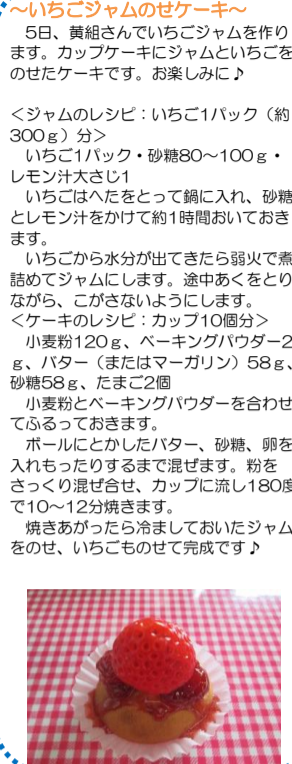 ～いちごジャムのせケーキ～
　5日、黄組さんでいちごジャムを作り
ます。カップケーキにジャムといちごを
のせたケーキです。お楽しみに♪

＜ジャムのレシピ：いちご1パック（約
300ｇ）分＞
　いちご1パック・砂糖80～100ｇ・
レモン汁大さじ1
　いちごはへたをとって鍋に入れ、砂糖
とレモン汁をかけて約1時間おいておき
ます。
　いちごから水分が出てきたら弱火で煮
詰めてジャムにします。途中あくをとり
ながら、こがさないようにします。
＜ケーキのレシピ：カップ10個分＞
　小麦粉120ｇ、ベーキングパウダー2
ｇ、バター（またはマーガリン）58ｇ、
砂糖58ｇ、たまご2個
　小麦粉とベーキングパウダーを合わせ
てふるっておきます。
　ボールにとかしたバター、砂糖、卵を
入れもったりするまで混ぜます。粉を
さっくり混ぜ合せ、カップに流し180度
で10～12分焼きます。
　焼きあがったら冷ましておいたジャム
をのせ、いちごものせて完成です♪